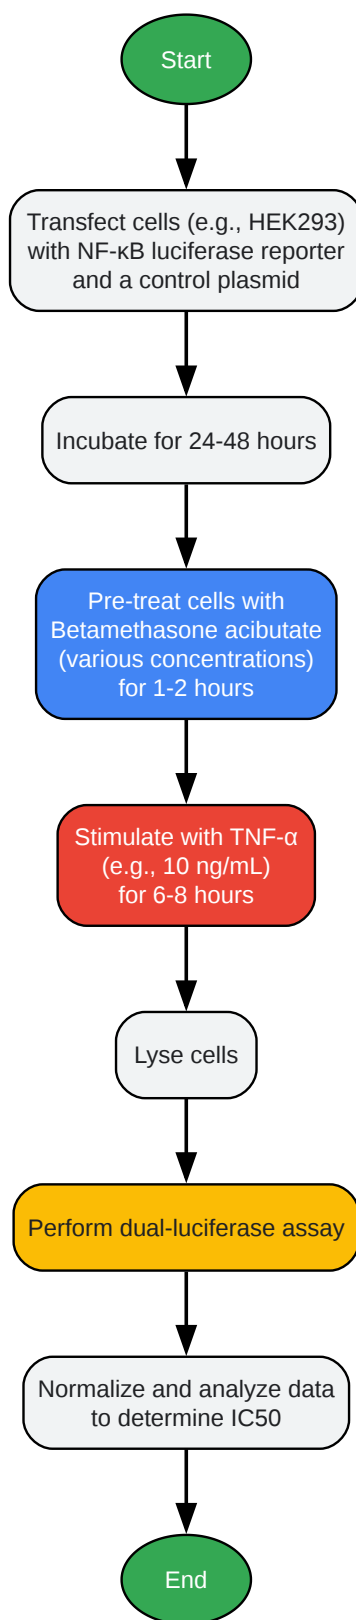 Start
Transfect cells (e.g., HEK293)
with NF-κB luciferase reporter
and a control plasmid
Incubate for 24-48 hours
Pre-treat cells with
Betamethasone acibutate
(various concentrations)
for 1-2 hours
Stimulate with TNF-α
(e.g., 10 ng/mL)
for 6-8 hours
Lyse cells
Perform dual-luciferase assay
Normalize and analyze data
to determine IC50
End